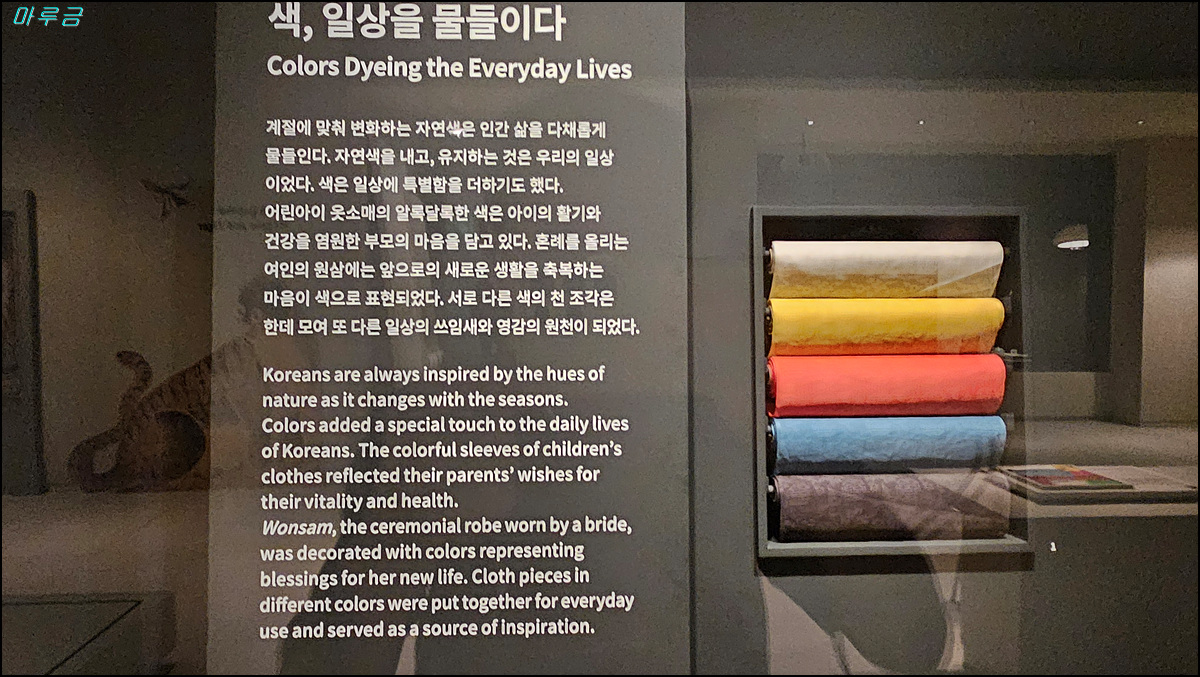 마루금
색, 일상을 물들이다
Colors Dyeing the Everyday Lives
계절에 맞춰 변화하는 자연색은 인간 삶을 다채롭게
물들인다. 자연색을 내고, 유지하는 것은 우리의 일상
이었다. 색은 일상에 특별함을 더하기도 했다.
어린아이 옷소매의 알록달록한 색은 아이의 활기와
건강을 염원한 부모의 마음을 담고 있다. 혼례를 올리는
여인의 원삼에는 앞으로의 새로운 생활을 축복하는
마음이 색으로 표현되었다. 서로 다른 색의 천 조각은
한데 모여 또 다른 일상의 쓰임새와 영감의 원천이 되었다.
Koreans are always inspired by the hues of
nature as it changes with the seasons.
Colors added a special touch to the daily lives
of Koreans. The colorful sleeves of children's
clothes reflected their parents' wishes for
their vitality and health.
Wonsam, the ceremonial robe worn by a bride,
was decorated with colors representing
blessings for her new life. Cloth pieces in
different colors were put together for everyday
use and served as a source of inspiration.